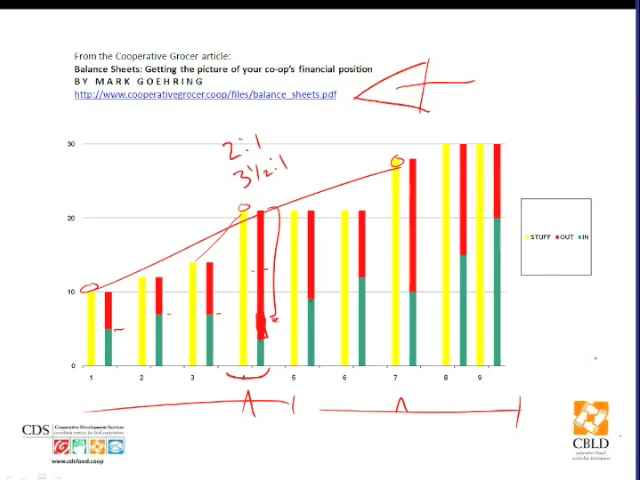 From the Cooperative Grocer article:
Balance Sheets: Getting the picture of your co-op's financial position
BY MARK GOEHRING
http://www.cooperativegrocer.coop/files/balance_sheets.pdf
2:1
3 1/2:1
30
20
10
0
1 2 3 4 5 6 7 8 9
STUFF OUT IN
CDS Cooperative Development Services
www.cdsfood.coop
CBLD